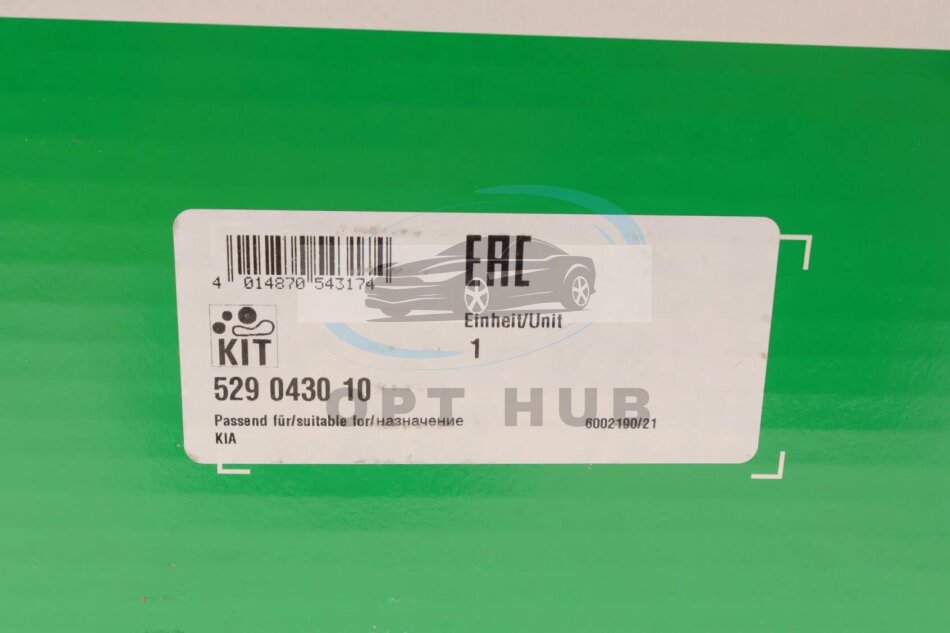 4 014870 543174
EAC
Einheit/Unit
1
KIT
529 0430 10
OPT HUB
Passend für/suitable for/назначение
6002190/21
KIA